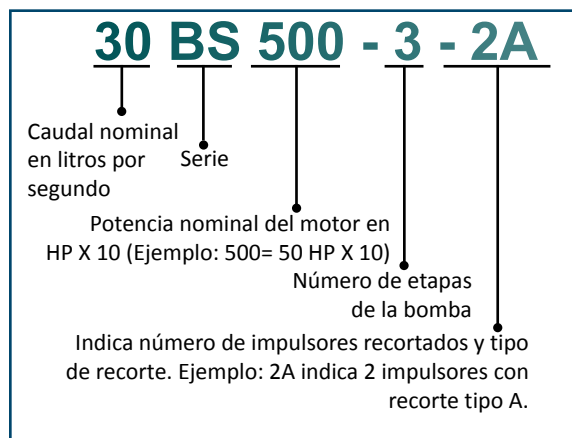 30 BS 500 - 3 - 2A
Caudal nominal
en litros por
segundo
Serie
Potencia nominal del motor en
HP X 10 (Ejemplo: 500= 50 HP X 10)
Número de etapas
de la bomba
Indica número de impulsores recortados y tipo
de recorte. Ejemplo: 2A indica 2 impulsores con
recorte tipo A.